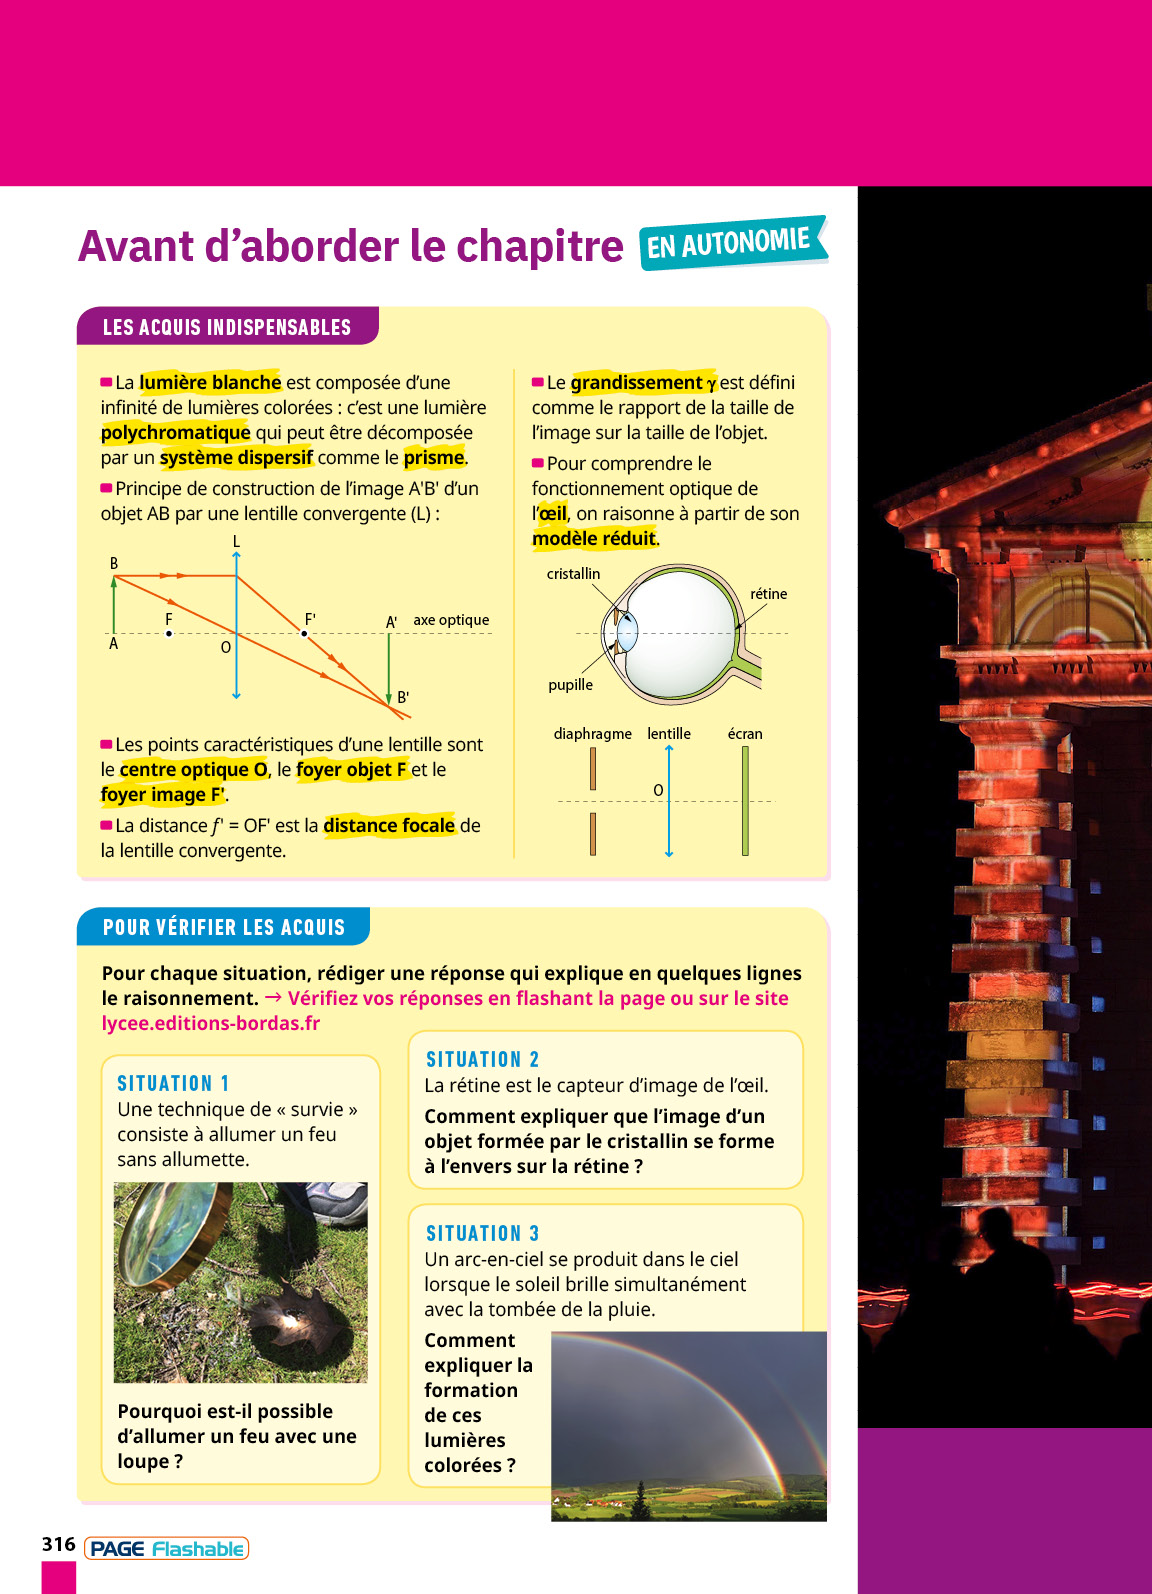 Avant d’aborder le chapitre
EN AUTONOMIE
LES ACQUIS INDISPENSABLES
La lumière blanche est composée d’une
infinité de lumières colorées : c’est une lumière
polychromatique qui peut être décomposée
par un système dispersif comme le prisme.
Principe de construction de l’image A'B' d’un
objet AB par une lentille convergente (L) :
L
B
F
F'
A'
axe optique
A
O
B'
Les points caractéristiques d’une lentille sont
le centre optique O, le foyer objet F et le
foyer image F'.
La distance f' = OF' est la distance focale de
la lentille convergente.
Le grandissement γ est défini
comme le rapport de la taille de
l’image sur la taille de l’objet.
Pour comprendre le
fonctionnement optique de
l’œil, on raisonne à partir de son
modèle réduit.
cristallin
rétine
pupille
diaphragme lentille écran
O
POUR VÉRIFIER LES ACQUIS
Pour chaque situation, rédiger une réponse qui explique en quelques lignes
le raisonnement. → Vérifiez vos réponses en flashant la page ou sur le site
lycee.editions-bordas.fr
SITUATION 1
Une technique de « survie »
consiste à allumer un feu
sans allumette.
Pourquoi est-il possible
d’allumer un feu avec une
loupe ?
SITUATION 2
La rétine est le capteur d’image de l’œil.
Comment expliquer que l’image d’un
objet formée par le cristallin se forme
à l’envers sur la rétine ?
SITUATION 3
Un arc-en-ciel se produit dans le ciel
lorsque le soleil brille simultanément
avec la tombée de la pluie.
Comment
expliquer la
formation
de ces
lumières
colorées ?
316 PAGE Flashable